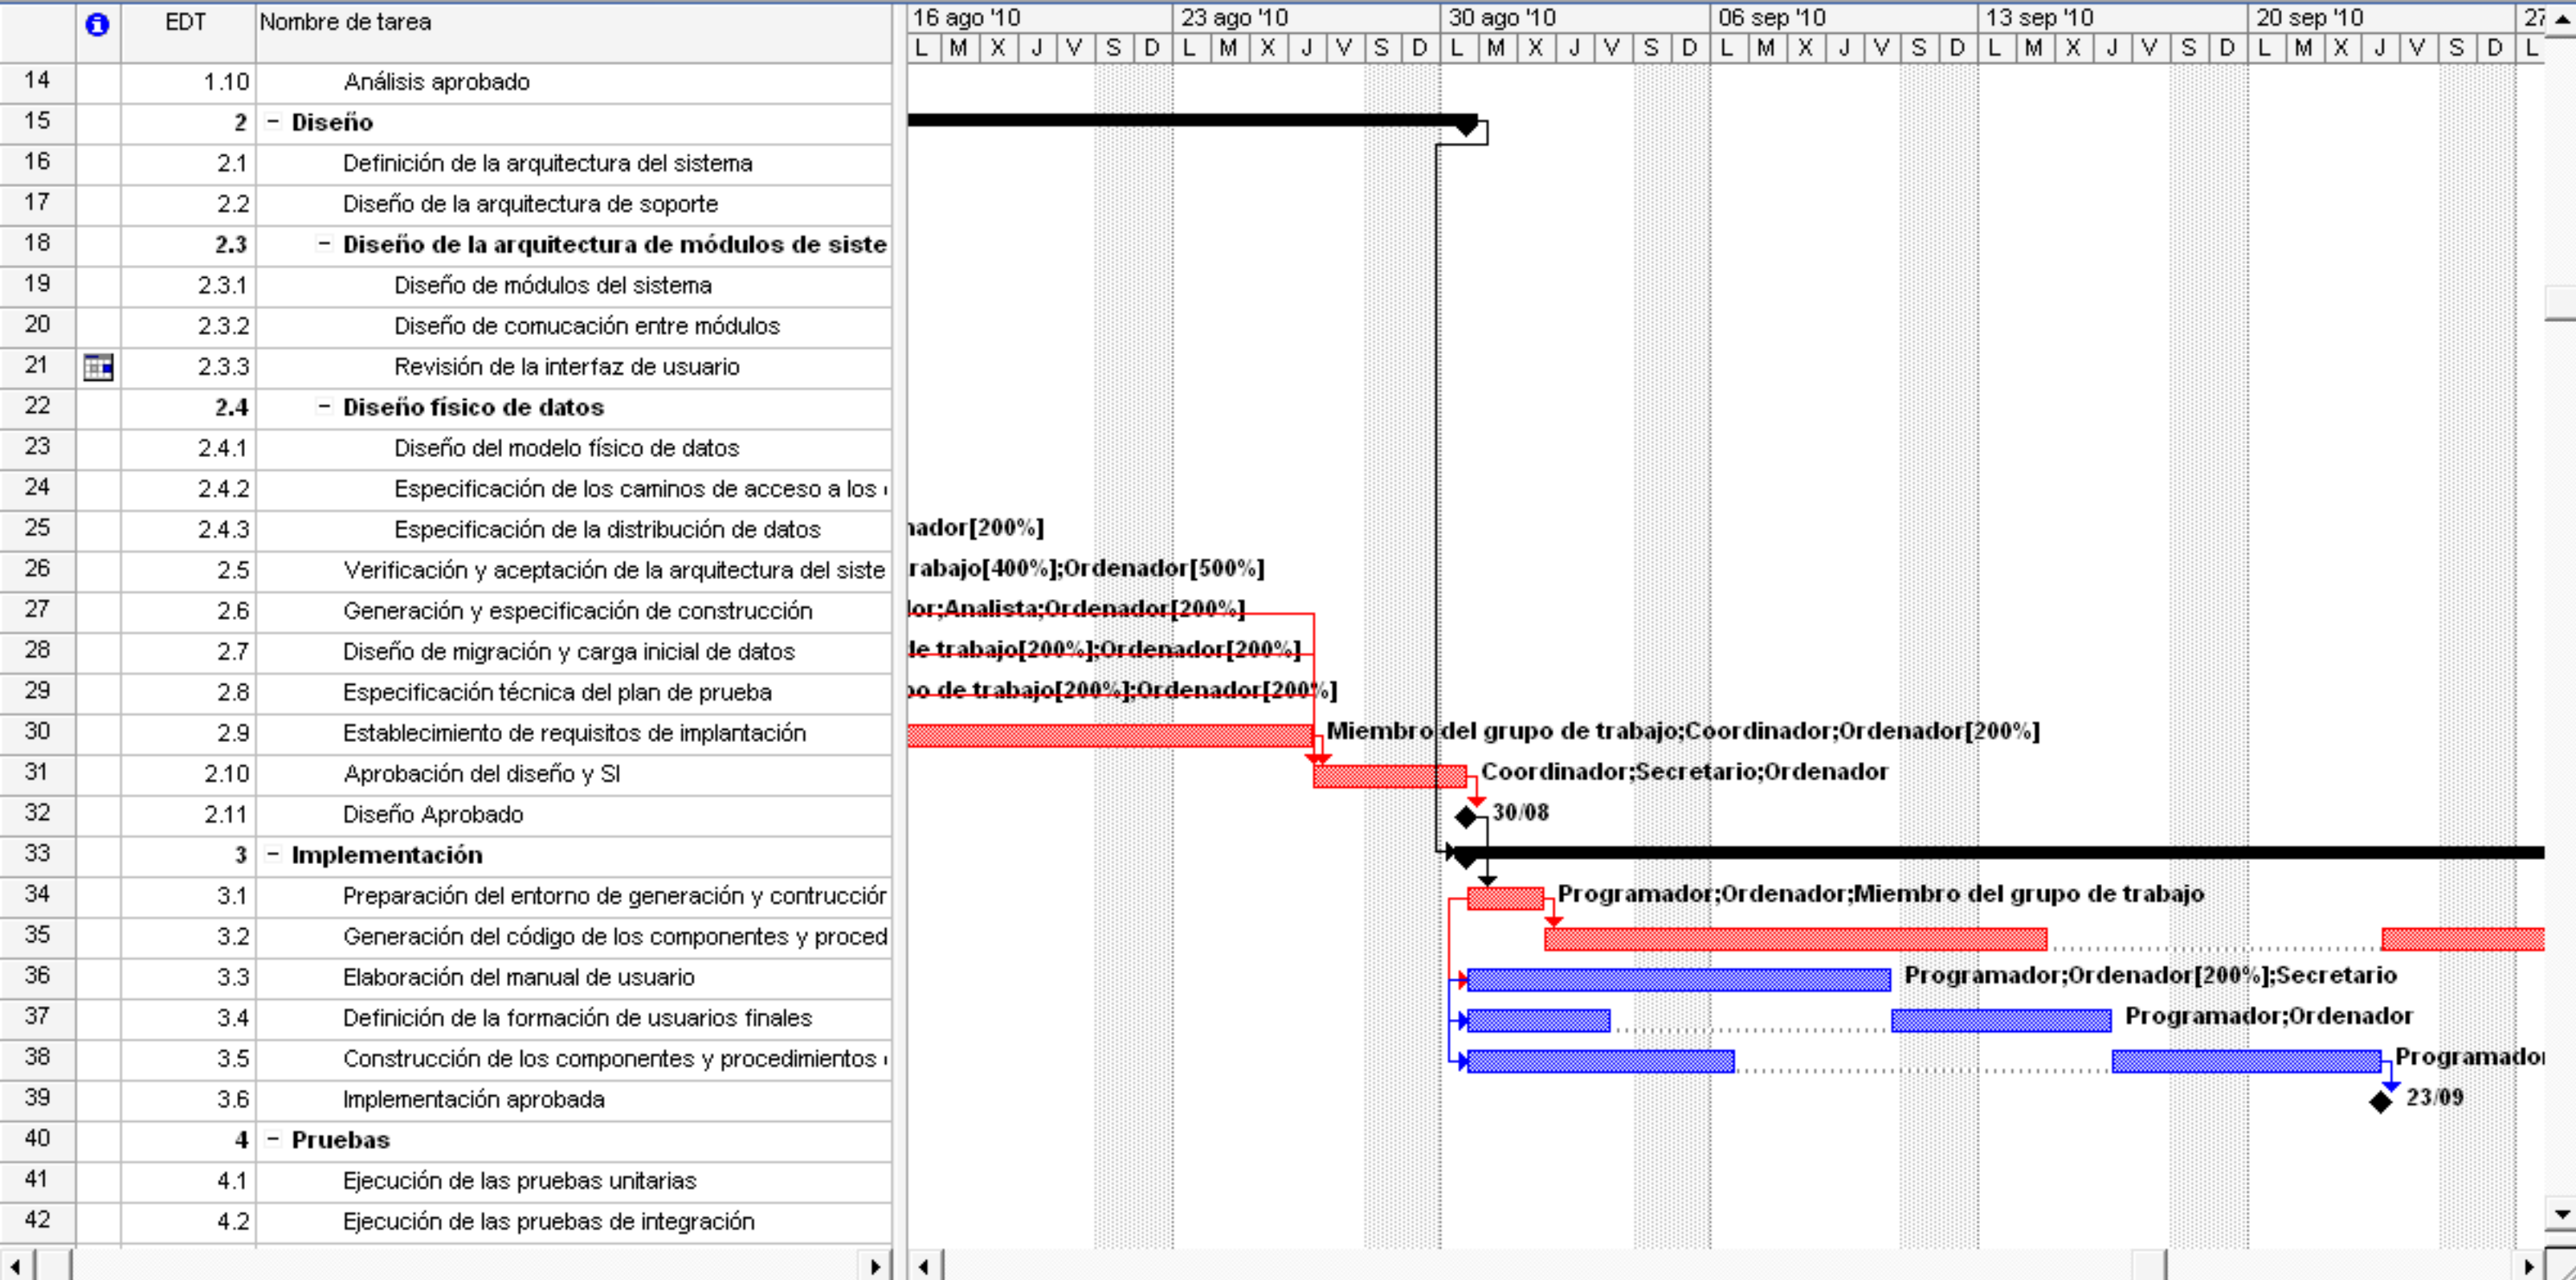 EDT Nombre de tarea 16 ago '10 23 ago '10 30 ago '10 06 sep '10 13 sep '10 20 sep '10 27
L M X J V S D L M X J V S D L M X J V S D L M X J V S D L M X J V S D L M X J V S D L
14 1.10 Análisis aprobado
15 2 − Diseño
16 2.1 Definición de la arquitectura del sistema
17 2.2 Diseño de la arquitectura de soporte
18 2.3 − Diseño de la arquitectura de módulos de siste
19 2.3.1 Diseño de módulos del sistema
20 2.3.2 Diseño de comucación entre módulos
21 2.3.3 Revisión de la interfaz de usuario
22 2.4 − Diseño físico de datos
23 2.4.1 Diseño del modelo físico de datos
24 2.4.2 Especificación de los caminos de acceso a los
25 2.4.3 Especificación de la distribución de datos nador[200%]
26 2.5 Verificación y aceptación de la arquitectura del siste rabajo[400%];Ordenador[500%]
27 2.6 Generación y especificación de construcción lor;Analista;Ordenador[200%]
28 2.7 Diseño de migración y carga inicial de datos de trabajo[200%];Ordenador[200%]
29 2.8 Especificación técnica del plan de prueba po de trabajo[200%];Ordenador[200%]
30 2.9 Establecimiento de requisitos de implantación Miembro del grupo de trabajo;Coordinador;Ordenador[200%]
31 2.10 Aprobación del diseño y SI Coordinador;Secretario;Ordenador
32 2.11 Diseño Aprobado 30/08
33 3 − Implementación
34 3.1 Preparación del entorno de generación y contrucción Programador;Ordenador;Miembro del grupo de trabajo
35 3.2 Generación del código de los componentes y proced
36 3.3 Elaboración del manual de usuario Programador;Ordenador[200%];Secretario
37 3.4 Definición de la formación de usuarios finales Programador;Ordenador
38 3.5 Construcción de los componentes y procedimientos Programador
39 3.6 Implementación aprobada 23/09
40 4 − Pruebas
41 4.1 Ejecución de las pruebas unitarias
42 4.2 Ejecución de las pruebas de integración